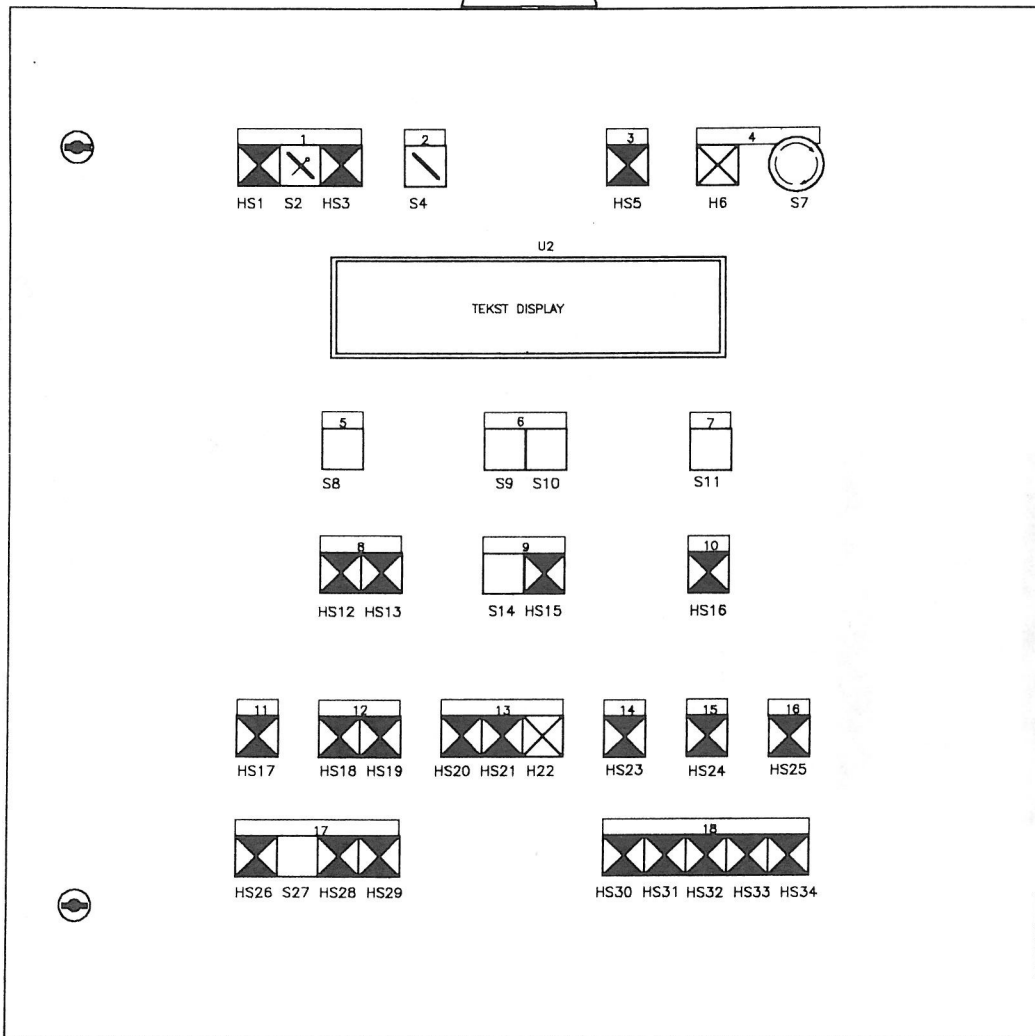 1 2 3 4
HS1 S2 HS3 S4 HS5 H6 S7
U2
TEKST DISPLAY
5 6 7
S8 S9 S10 S11
8 9 10
HS12 HS13 S14 HS15 HS16
11 12 13 14 15 16
HS17 HS18 HS19 HS20 HS21 H22 HS23 HS24 HS25
17 18
HS26 S27 HS28 HS29 HS30 HS31 HS32 HS33 HS34